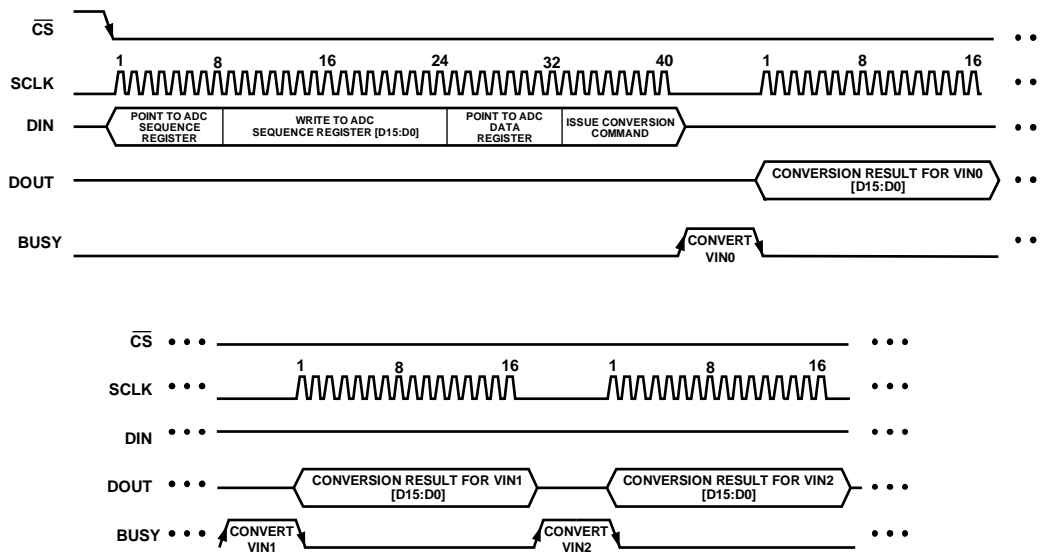 CS
1 8 16 24 32 40 1 8 16
SCLK
DIN
POINT TO ADC
SEQUENCE
REGISTER
WRITE TO ADC
SEQUENCE REGISTER [D15:D0]
POINT TO ADC
DATA
REGISTER
ISSUE CONVERSION
COMMAND
DOUT
CONVERSION RESULT FOR VIN0
[D15:D0]
BUSY
CONVERT
VIN0
CS
1 8 16 1 8 16
SCLK
DIN
DOUT
CONVERSION RESULT FOR VIN1
[D15:D0]
CONVERSION RESULT FOR VIN2
[D15:D0]
BUSY
CONVERT
VIN1
CONVERT
VIN2